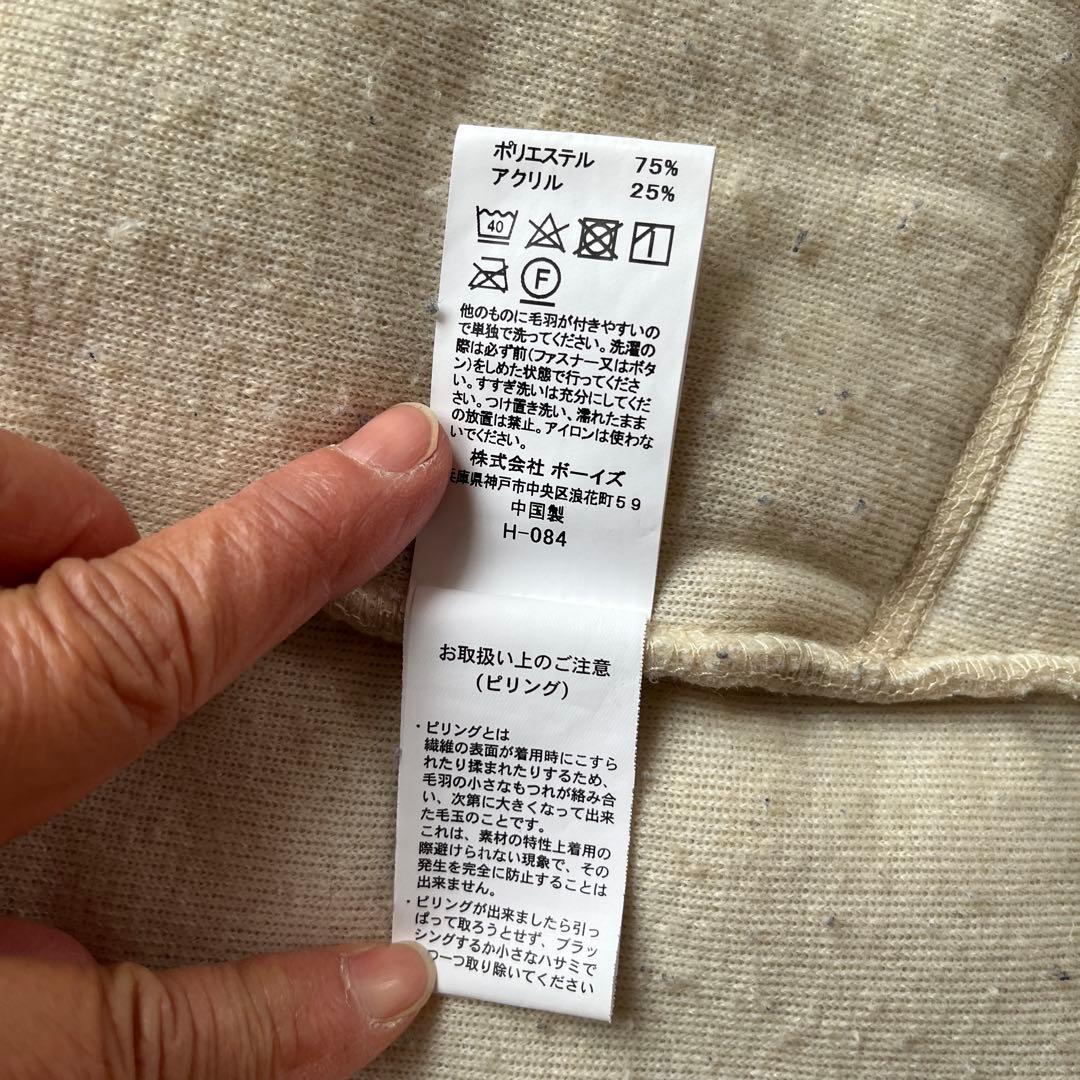 ポリエステル 75%
アクリル 25%
40
F
他のものに毛羽が付きやすいの
で単独で洗ってください。洗濯の
際は必ず前(ファスナー又はボタ
ン)をしめた状態で行ってくださ
い。すすぎ洗いは充分にしてくだ
さい。つけ置き洗い、濡れたまま
の放置は禁止。アイロンは使わな
いでください。
株式会社 ボーイズ
兵庫県神戸市中央区浪花町59
中国製
H-084
お取扱い上のご注意
(ピリング)
・ピリングとは
繊維の表面が着用時にこすら
れたり揉まれたりするため、
毛羽の小さなもつれが絡み合
い、次第に大きくなって出来
た毛玉のことです。
これは、素材の特性上着用の
際避けられない現象で、その
発生を完全に防止することは
出来ません。
・ピリングが出来ましたら引っ
ぱって取ろうとせず、ブラッ
シングするか小さなハサミで
一つ一つ取り除いてください